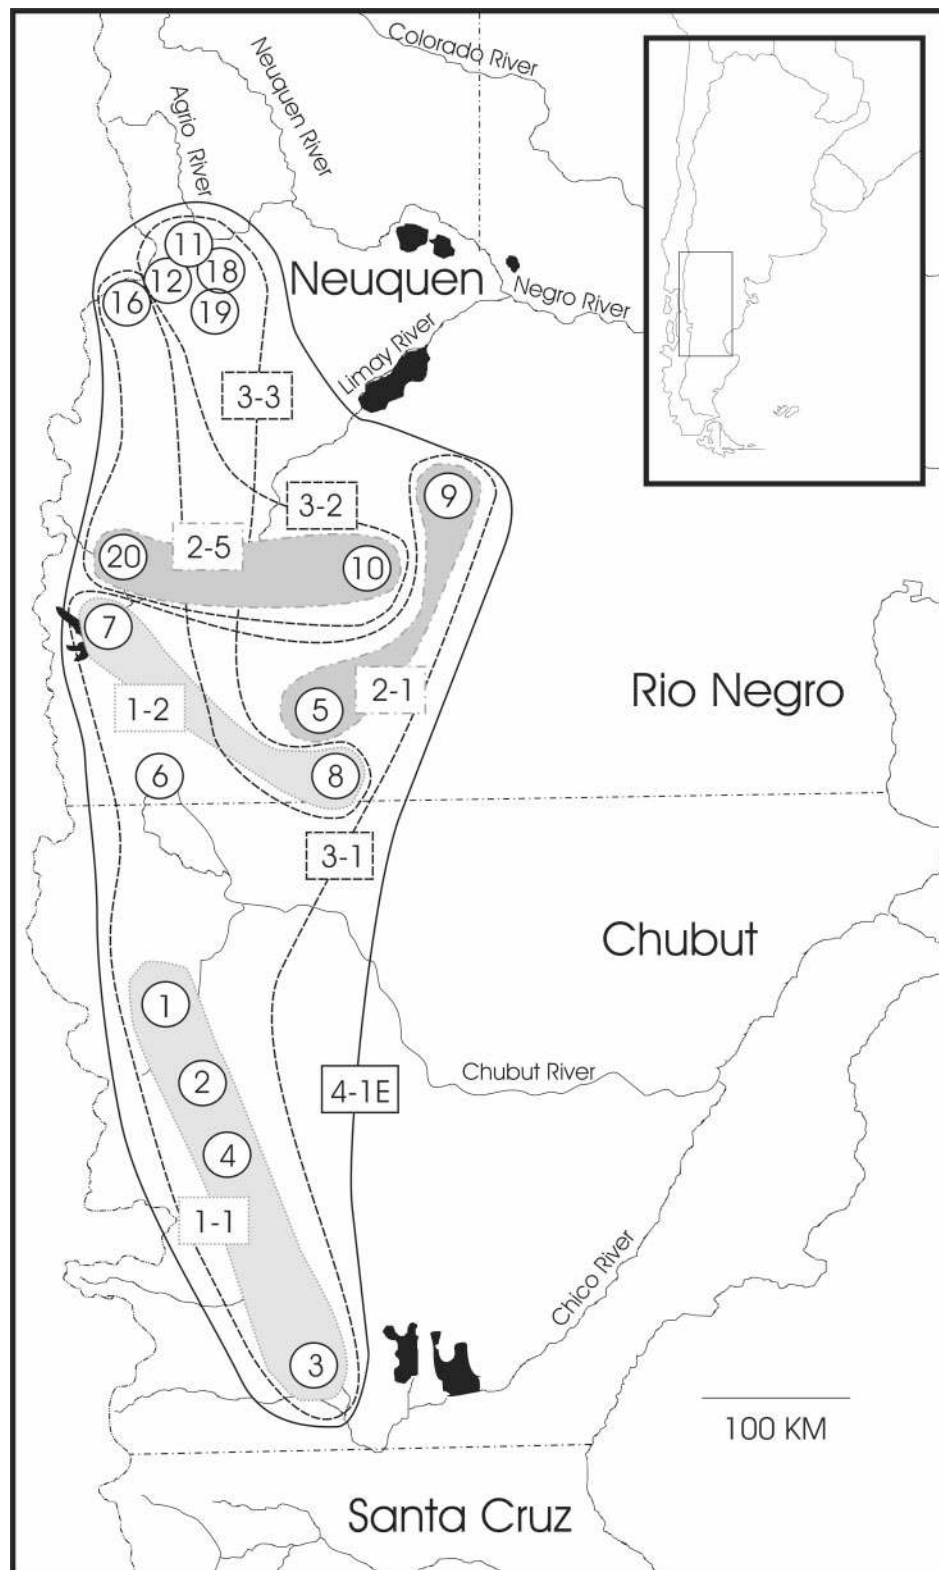 Colorado River
Neuquen River
Agrio River
11
12
18
16
19
Neuquen
Negro River
Limay River
3-3
9
3-2
2-5
20
10
7
2-1
1-2
5
Rio Negro
6
8
3-1
Chubut
1
2
Chubut River
4-1E
4
1-1
Chico River
3
100 KM
Santa Cruz